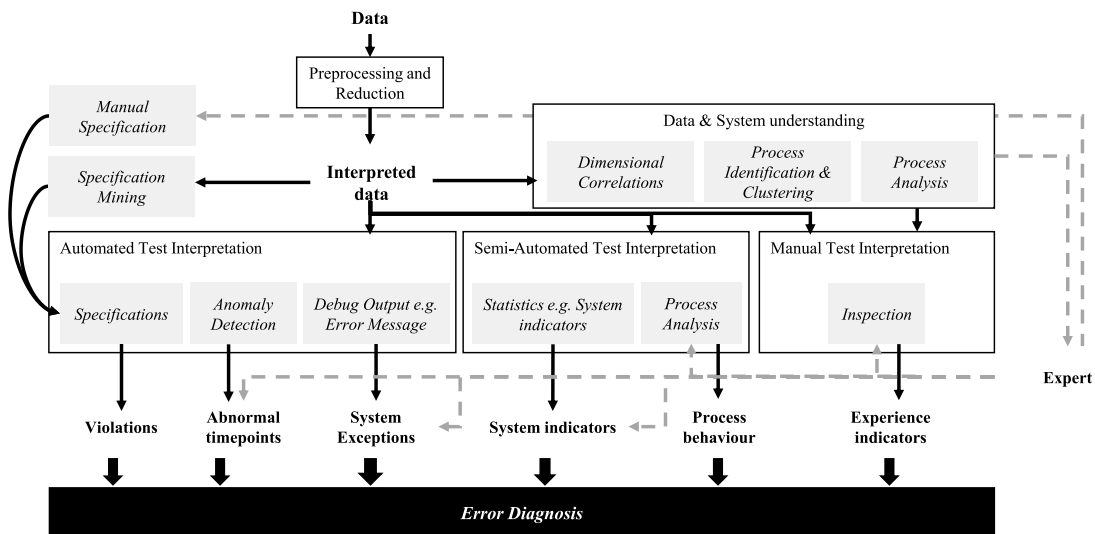 Data
Preprocessing and
Reduction
Manual
Specification
Data & System understanding
Dimensional
Correlations
Process
Identification &
Clustering
Process
Analysis
Specification
Mining
Interpreted
data
Automated Test Interpretation
Semi-Automated Test Interpretation
Manual Test Interpretation
Specifications
Anomaly
Detection
Debug Output e.g.
Error Message
Statistics e.g. System
indicators
Process
Analysis
Inspection
Expert
Violations
Abnormal
timepoints
System
Exceptions
System indicators
Process
behaviour
Experience
indicators
Error Diagnosis